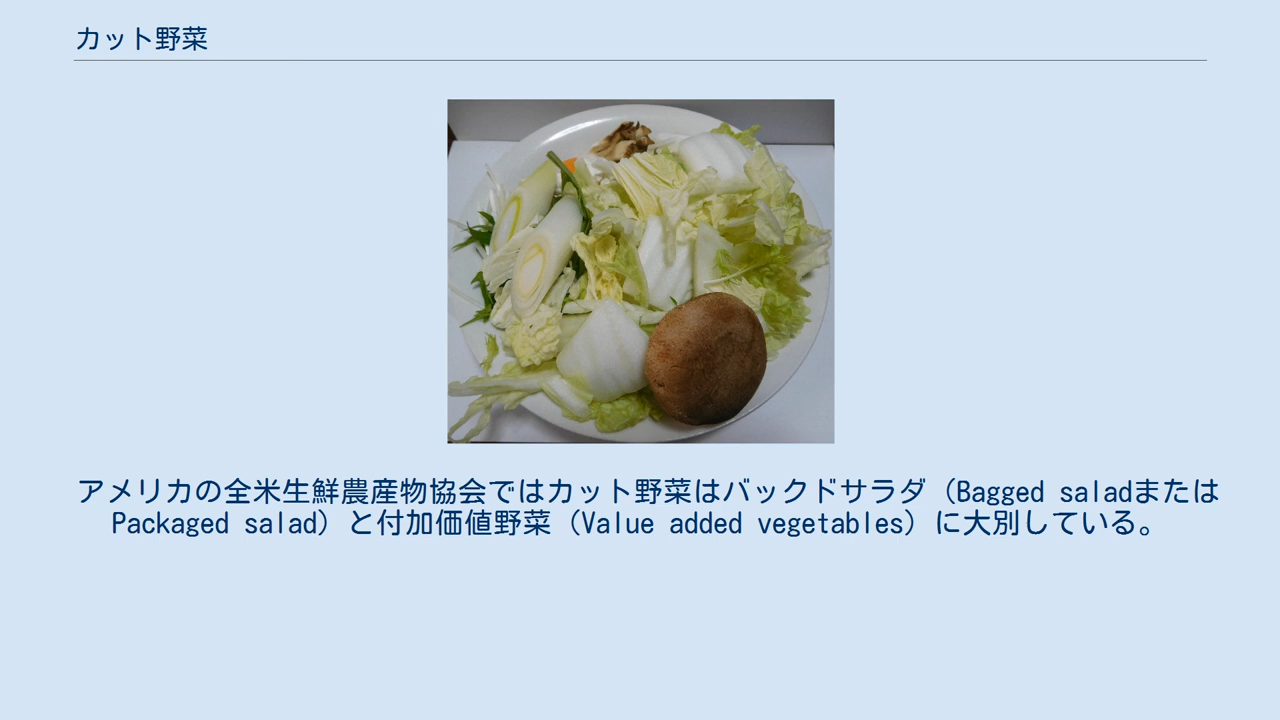 カット野菜
アメリカの全米生鮮農産物協会ではカット野菜はバックドサラダ（Bagged saladまたは
Packaged salad）と付加価値野菜（Value added vegetables）に大別している。